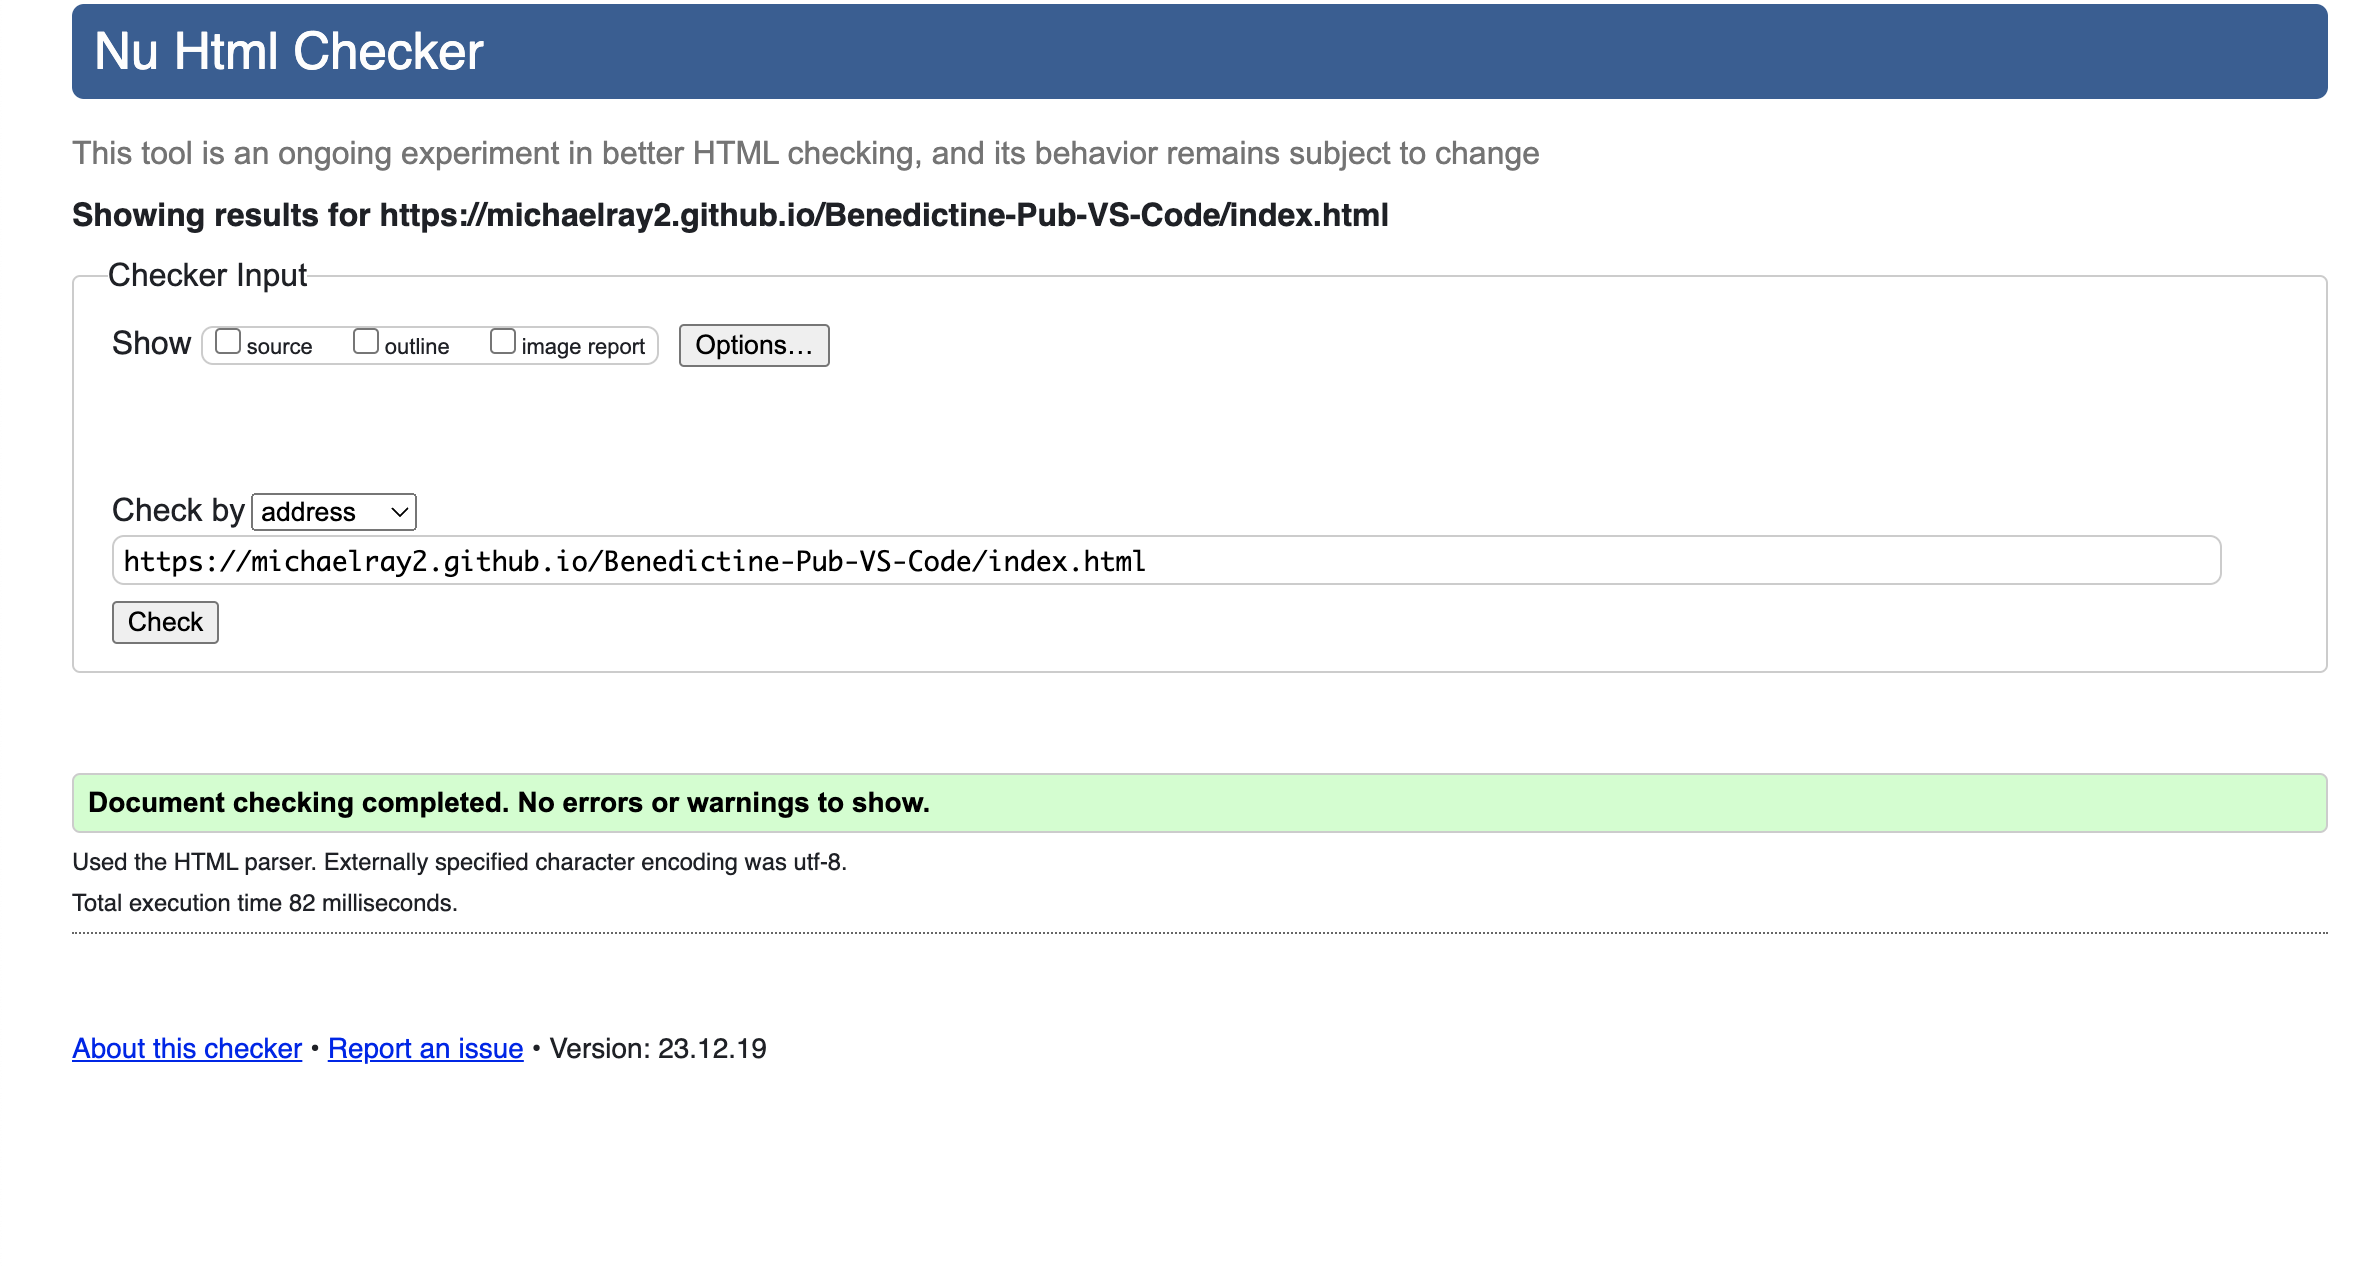 Nu Html Checker
This tool is an ongoing experiment in better HTML checking, and its behavior remains subject to change
Showing results for https://michaelray2.github.io/Benedictine-Pub-VS-Code/index.html
Checker Input
Show source outline image report Options...
Check by address
https://michaelray2.github.io/Benedictine-Pub-VS-Code/index.html
Check
Document checking completed. No errors or warnings to show.
Used the HTML parser. Externally specified character encoding was utf-8.
Total execution time 82 milliseconds.
About this checker • Report an issue • Version: 23.12.19